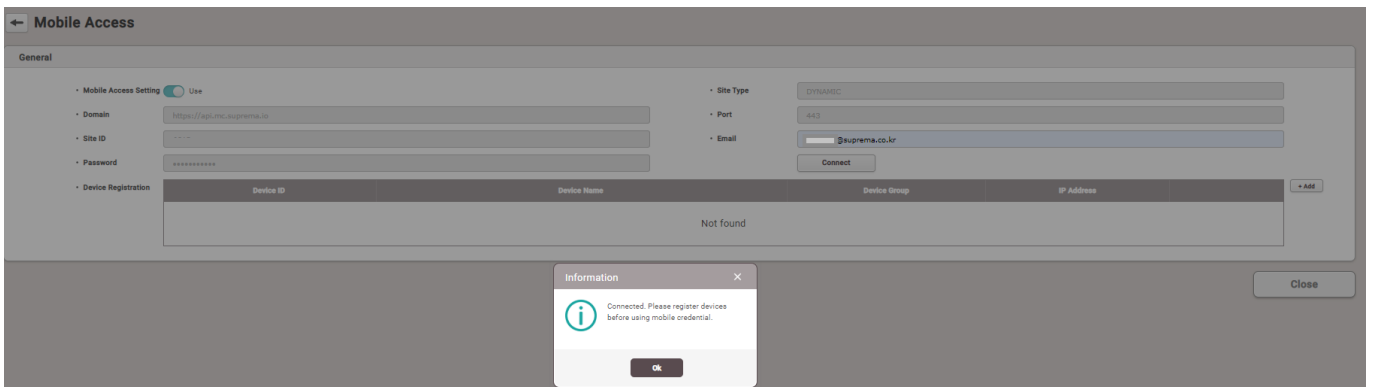 Mobile Access
General
• Mobile Access Setting Use
• Site Type DYNAMIC
• Domain https://api.mc.suprema.io
• Port 443
• Site ID
• Email @suprema.co.kr
• Password ••••••••••• Connect
• Device Registration Device ID Device Name Device Group IP Address + Add
Not found
Information ×
Connected. Please register devices
before using mobile credential.
Ok
Close